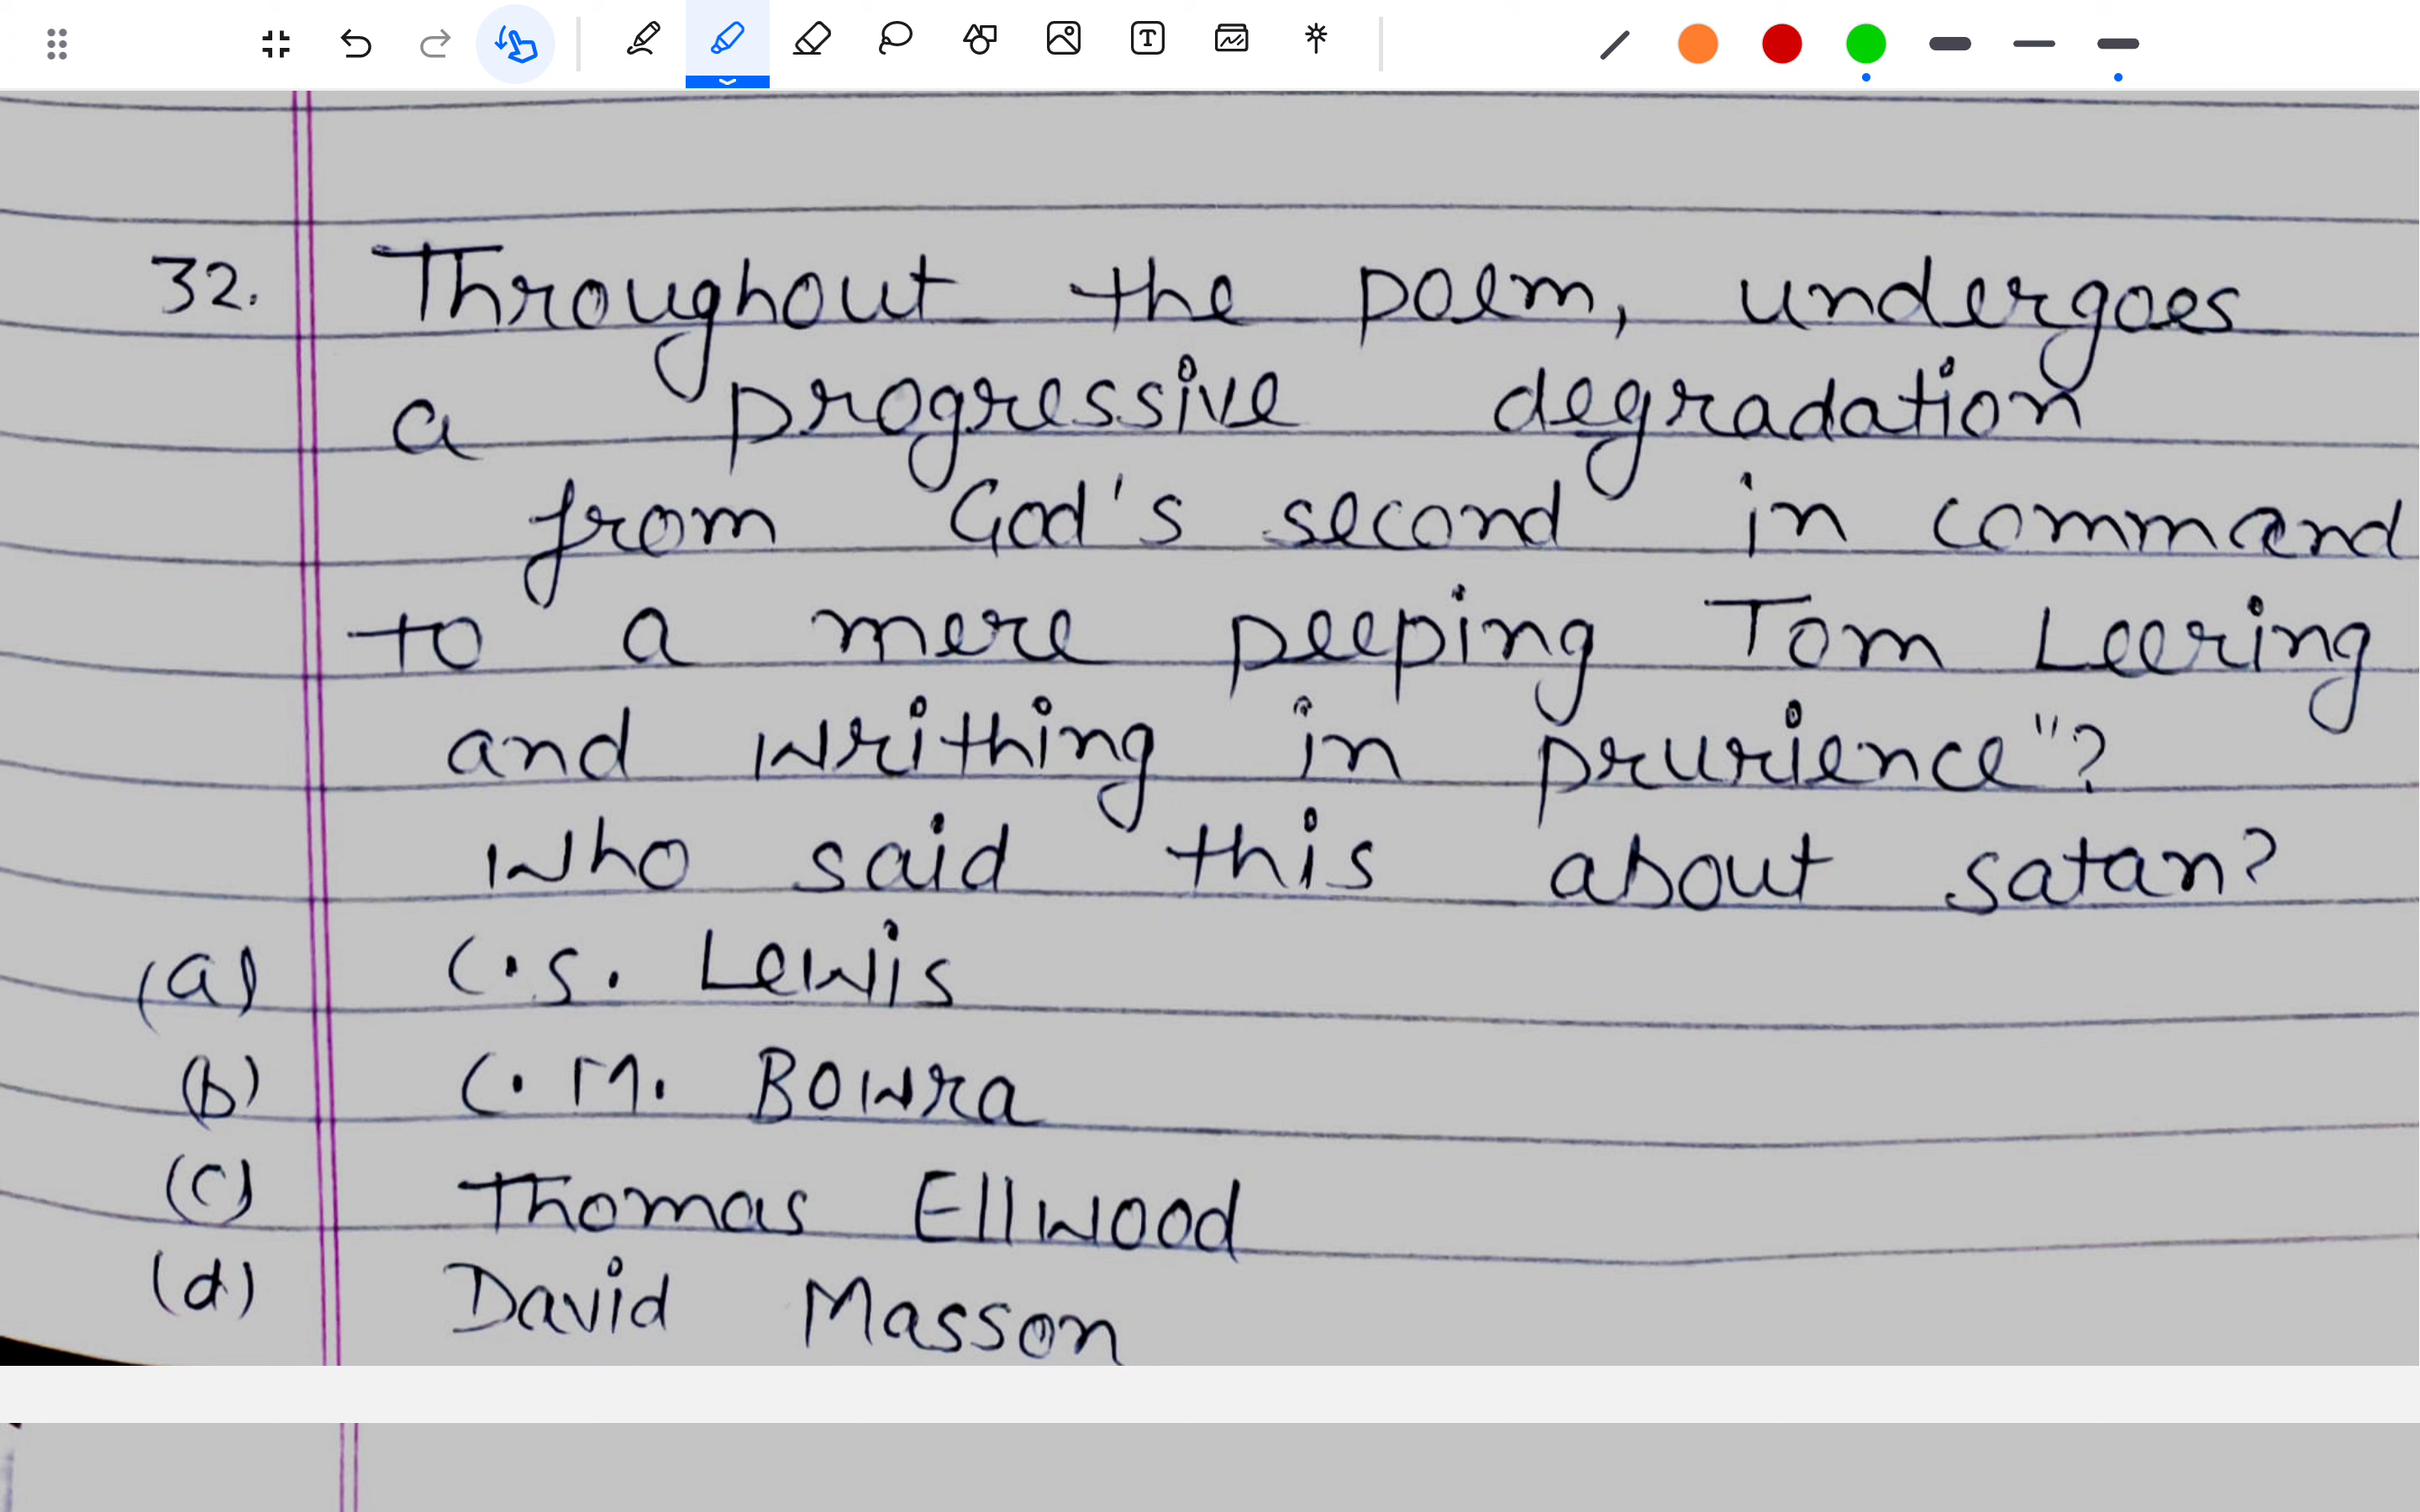 32. Throughout the poem, undergoes
a progressive degradation
from God's second in command
to a mere peeping Tom Leering
and writhing in prurience"?
Who said this about satan?
(a) C.S. Lewis
(b) C.M. Bowra
(c) Thomas Ellwood
(d) David Masson